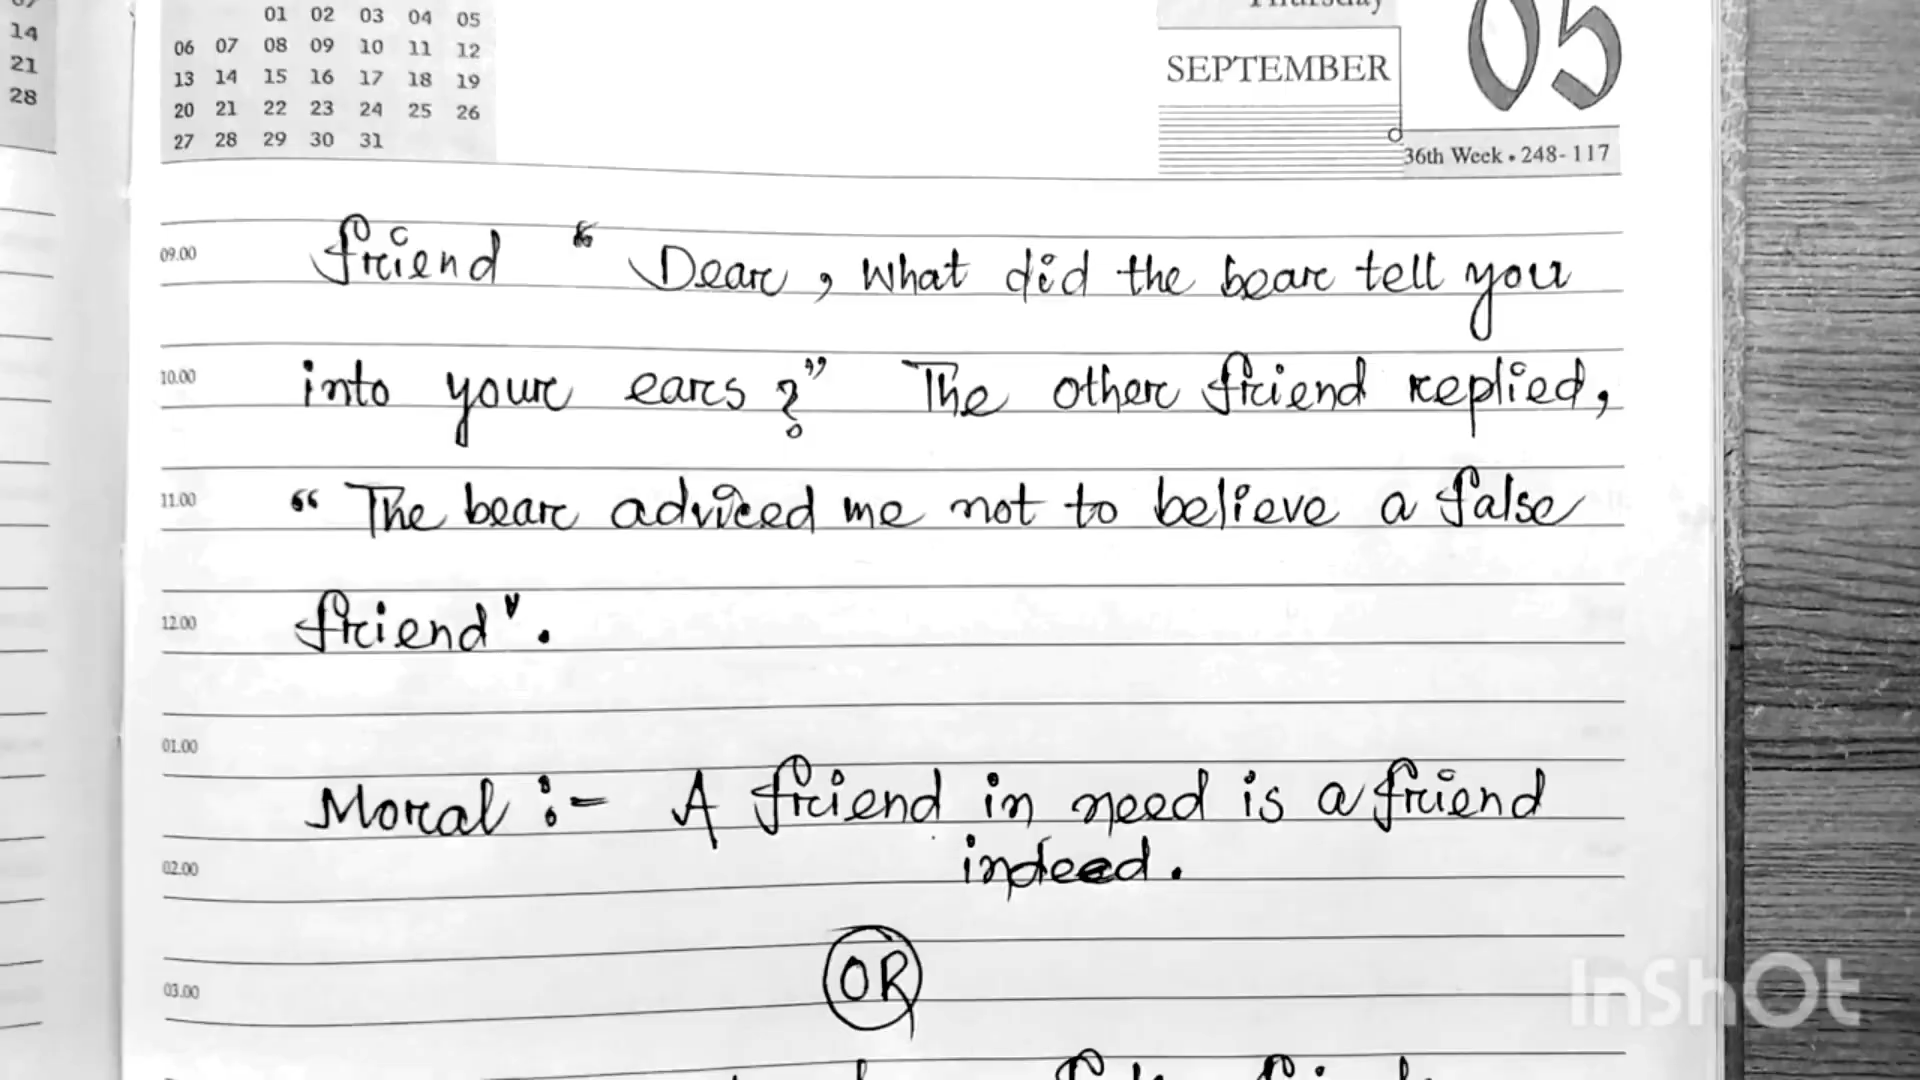 14
21
28
01 02 03 04 05
06 07 08 09 10 11 12
13 14 15 16 17 18 19
20 21 22 23 24 25 26
27 28 29 30 31
Thursday
SEPTEMBER
05
36th Week • 248-117
09.00 friend “ Dear, What did the bear tell you
10.00 into your ears?” The other friend replied,
11.00 “ The bear adviced me not to believe a false
12.00 friend".
01.00
Moral :- A friend in need is a friend
02.00 indeed.
OR
03.00
InShOt